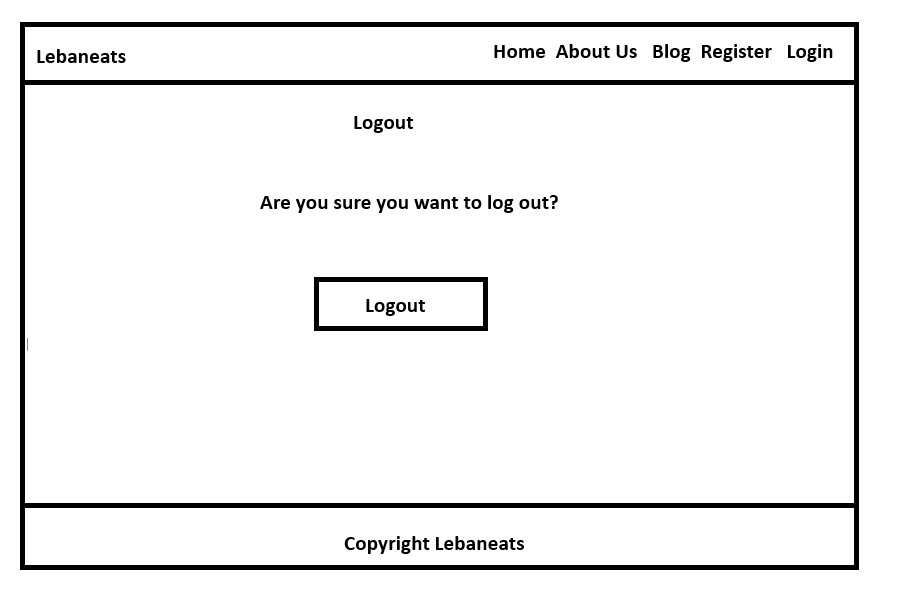 Lebaneats
Home About Us Blog Register Login
Logout
Are you sure you want to log out?
Logout
Copyright Lebaneats